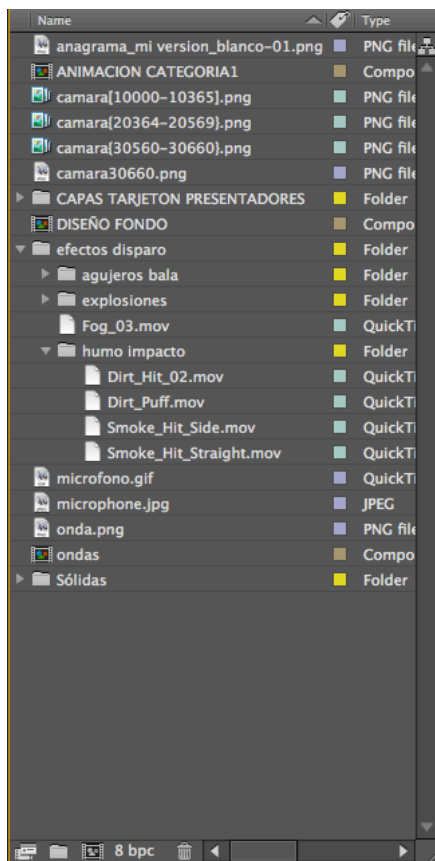 Name Type
anagrama_mi version_blanco-01.png PNG file
ANIMACION CATEGORIA1 Compo
camara[10000-10365].png PNG file
camara{20364-20569}.png PNG file
camara{30560-30660}.png PNG file
camara30660.png PNG file
CAPAS TARJETON PRESENTADORES Folder
DISEÑO FONDO Compo
efectos disparo Folder
agujeros bala Folder
explosiones Folder
Fog_03.mov QuickTi
humo impacto Folder
Dirt_Hit_02.mov QuickTi
Dirt_Puff.mov QuickTi
Smoke_Hit_Side.mov QuickTi
Smoke_Hit_Straight.mov QuickTi
microfono.gif QuickTi
microphone.jpg JPEG
onda.png PNG file
ondas Compo
Sólidas Folder
8 bpc